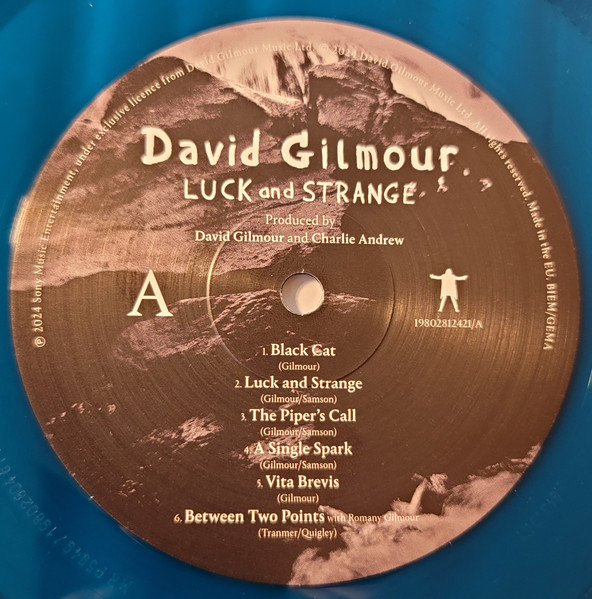 ℗ 2024 Sony Music Entertainment, under exclusive licence from David Gilmour Music Ltd. © 2024 David Gilmour Music Ltd. All rights reserved. Made in the EU. BIEM/GEMA
David Gilmour
LUCK and STRANGE
Produced by
David Gilmour and Charlie Andrew
A
19802812421/A
1. Black Cat
(Gilmour)
2. Luck and Strange
(Gilmour/Samson)
3. The Piper's Call
(Gilmour/Samson)
4. A Single Spark
(Gilmour/Samson)
5. Vita Brevis
(Gilmour)
6. Between Two Points with Romany Gilmour
(Tranmer/Quigley)